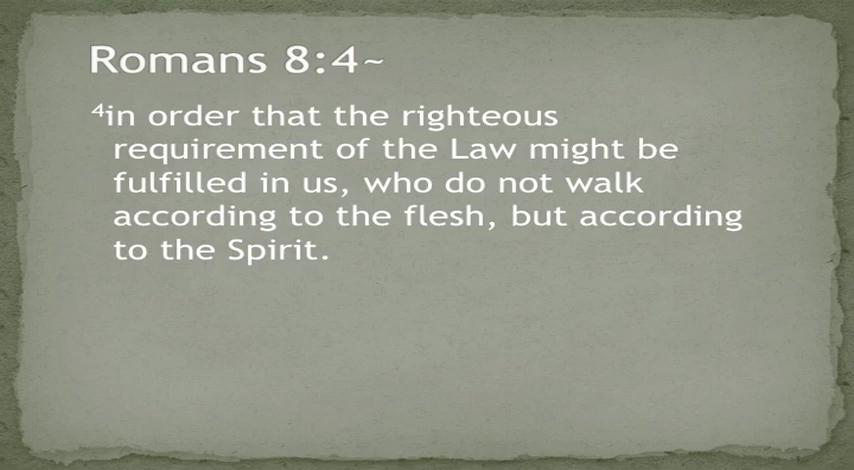 Romans 8:4~
4in order that the righteous
requirement of the Law might be
fulfilled in us, who do not walk
according to the flesh, but according
to the Spirit.